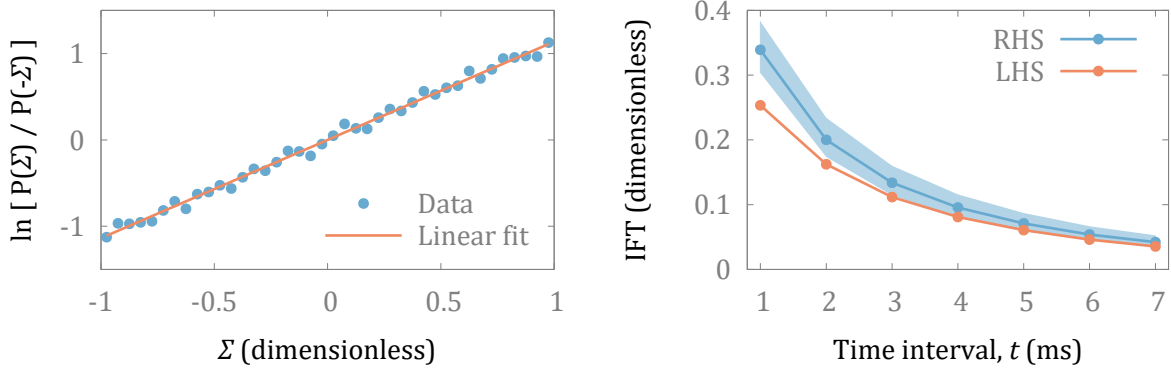 ln [ P(Σ) / P(-Σ) ]
1
0
-1
Data
Linear fit
-1
-0.5
0
0.5
1
Σ (dimensionless)
IFT (dimensionless)
0.4
0.3
0.2
0.1
0
RHS
LHS
1
2
3
4
5
6
7
Time interval, t (ms)